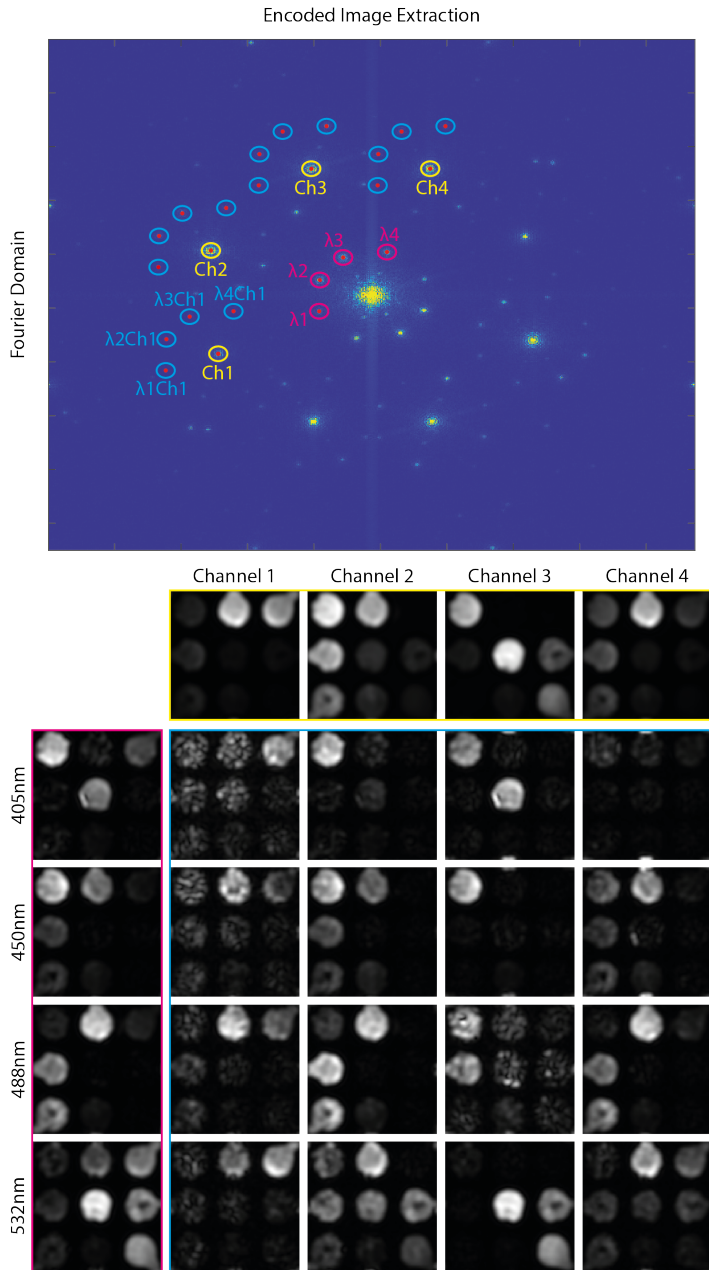 Encoded Image Extraction
Fourier Domain
Ch3
Ch4
λ3
λ4
Ch2
λ2
λ3Ch1
λ4Ch1
λ1
λ2Ch1
Ch1
λ1Ch1
Channel 1
Channel 2
Channel 3
Channel 4
405nm
450nm
488nm
532nm